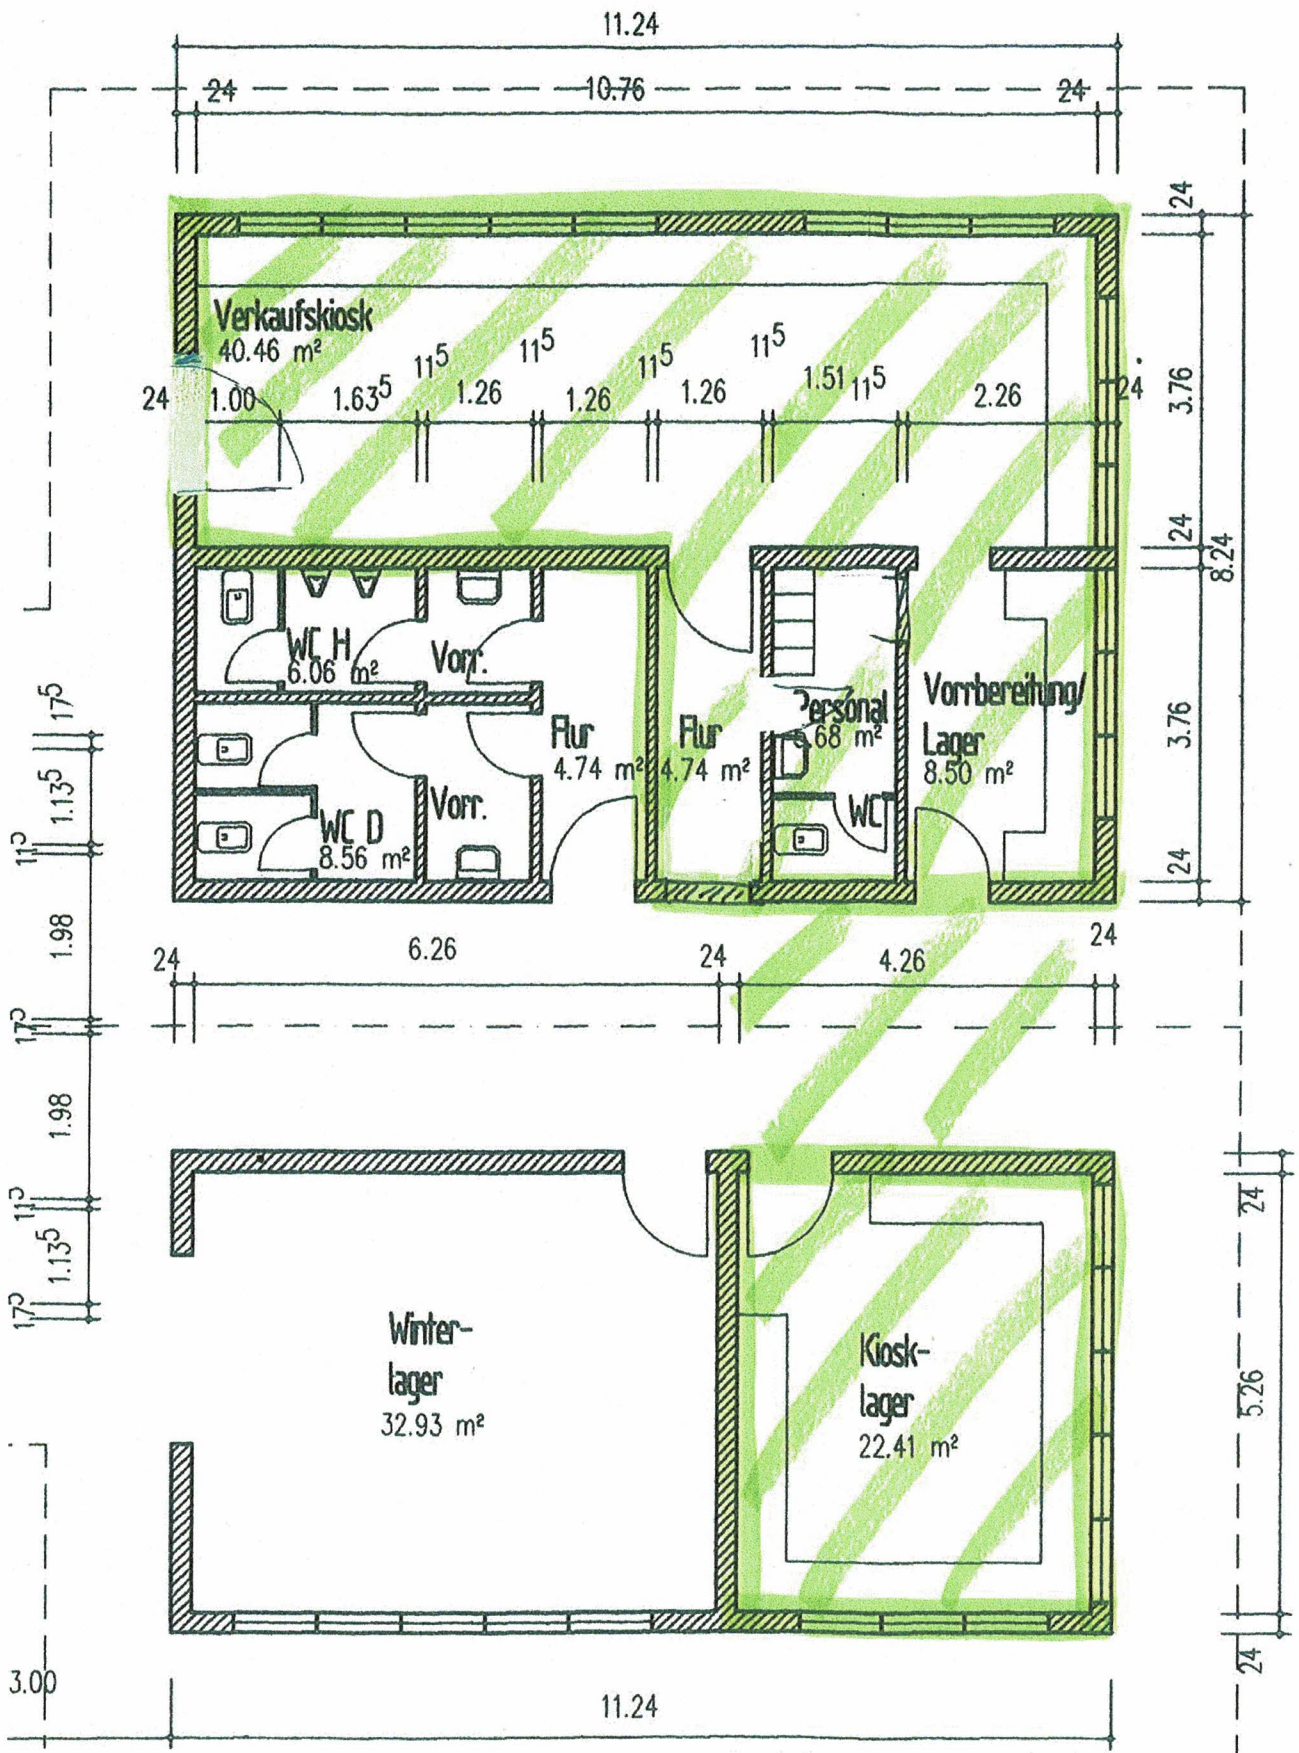 11.24
24 10.76 24
24
Verkaufskiosk
40.46 m²
11⁵ 11⁵ 11⁵ 11⁵
24 1.00 1.63⁵ 1.26 1.26 1.26 1.51 11⁵ 2.26 24
3.76
24
8.24
WC H
6.06 m²
Vorr.
Flur
4.74 m²
Flur
4.74 m²
Personal
.68 m²
Vorrbereitung/
Lager
8.50 m²
3.76
17⁵
1.13⁵
11⁵
WC D
8.56 m²
Vorr.
WC
24
1.98
24 6.26 24 4.26 24
17⁵
1.98
11⁵
1.13⁵
17⁵
24
Winter-
lager
32.93 m²
Kiosk-
lager
22.41 m²
5.26
24
3.00
11.24